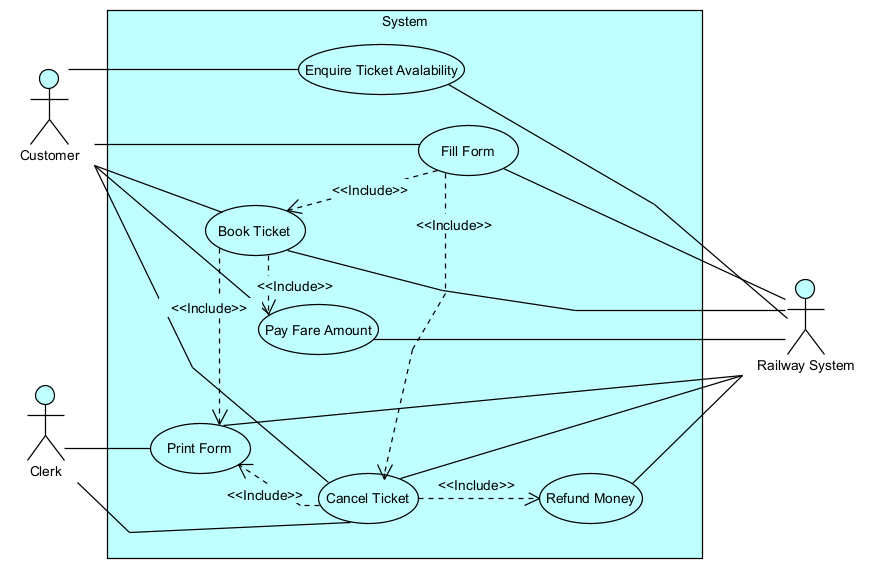 System
Enquire Ticket Avalability
Customer
Fill Form
<<Include>>
<<Include>>
Book Ticket
<<Include>>
<<Include>>
Pay Fare Amount
Railway System
Print Form
Clerk
<<Include>>
<<Include>>
Cancel Ticket
Refund Money